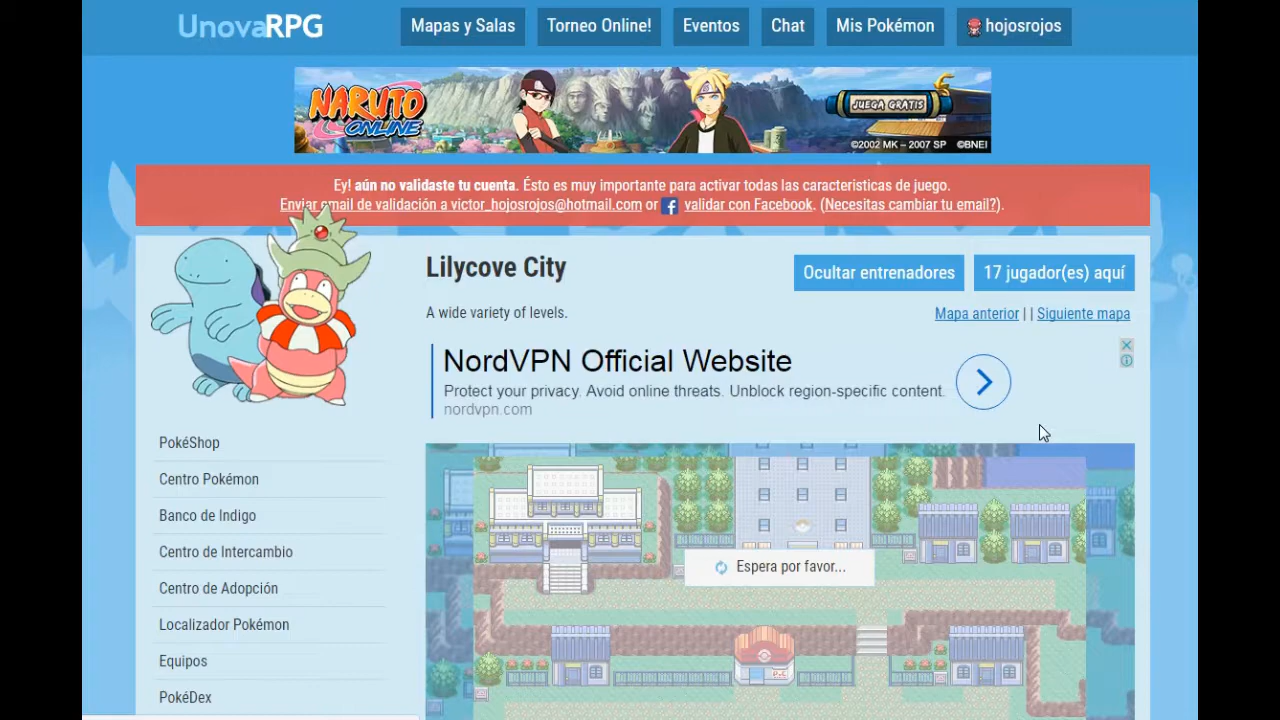 UnovaRPG
Mapas y Salas
Torneo Online!
Eventos
Chat
Mis Pokémon
hojosrojos
NARUTO
ONLINE
JUEGA GRATIS
©2002 MK – 2007 SP ©BNEI
Ey! aún no validaste tu cuenta. Ésto es muy importante para activar todas las caracteristicas de juego.
Enviar email de validación a victor_hojosrojos@hotmail.com or validar con Facebook. (Necesitas cambiar tu email?).
Lilycove City
Ocultar entrenadores
17 jugador(es) aquí
A wide variety of levels.
Mapa anterior | | Siguiente mapa
NordVPN Official Website
Protect your privacy. Avoid online threats. Unblock region-specific content.
nordvpn.com
PokéShop
Centro Pokémon
Banco de Indigo
Centro de Intercambio
Centro de Adopción
Localizador Pokémon
Equipos
PokéDex
Espera por favor...
P.C